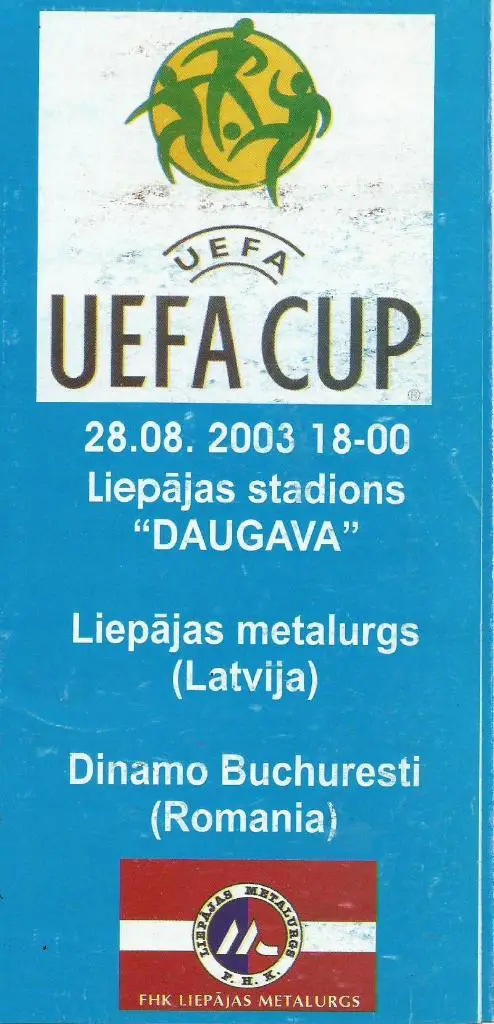 UEFA
UEFA CUP
®
28.08. 2003 18-00
Liepājas stadions
“DAUGAVA”
Liepājas metalurgs
(Latvija)
Dinamo Buchuresti
(Romania)
LIEPĀJAS METALURGS
F.H.K.
FHK LIEPĀJAS METALURGS